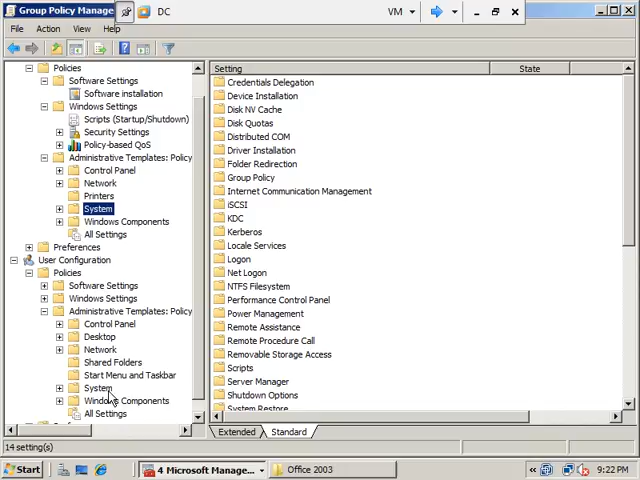 Group Policy Manage
DC
VM
File Action View Help
Policies
Software Settings
Software installation
Windows Settings
Scripts (Startup/Shutdown)
Security Settings
Policy-based QoS
Administrative Templates: Policy
Control Panel
Network
Printers
System
Windows Components
All Settings
Preferences
User Configuration
Policies
Software Settings
Windows Settings
Administrative Templates: Policy
Control Panel
Desktop
Network
Shared Folders
Start Menu and Taskbar
System
Windows Components
All Settings
Setting State
Credentials Delegation
Device Installation
Disk NV Cache
Disk Quotas
Distributed COM
Driver Installation
Folder Redirection
Group Policy
Internet Communication Management
iSCSI
KDC
Kerberos
Locale Services
Logon
Net Logon
NTFS Filesystem
Performance Control Panel
Power Management
Remote Assistance
Remote Procedure Call
Removable Storage Access
Scripts
Server Manager
Shutdown Options
System Restore
Extended Standard
14 setting(s)
Start 4 Microsoft Manage... Office 2003 « 9:22 PM